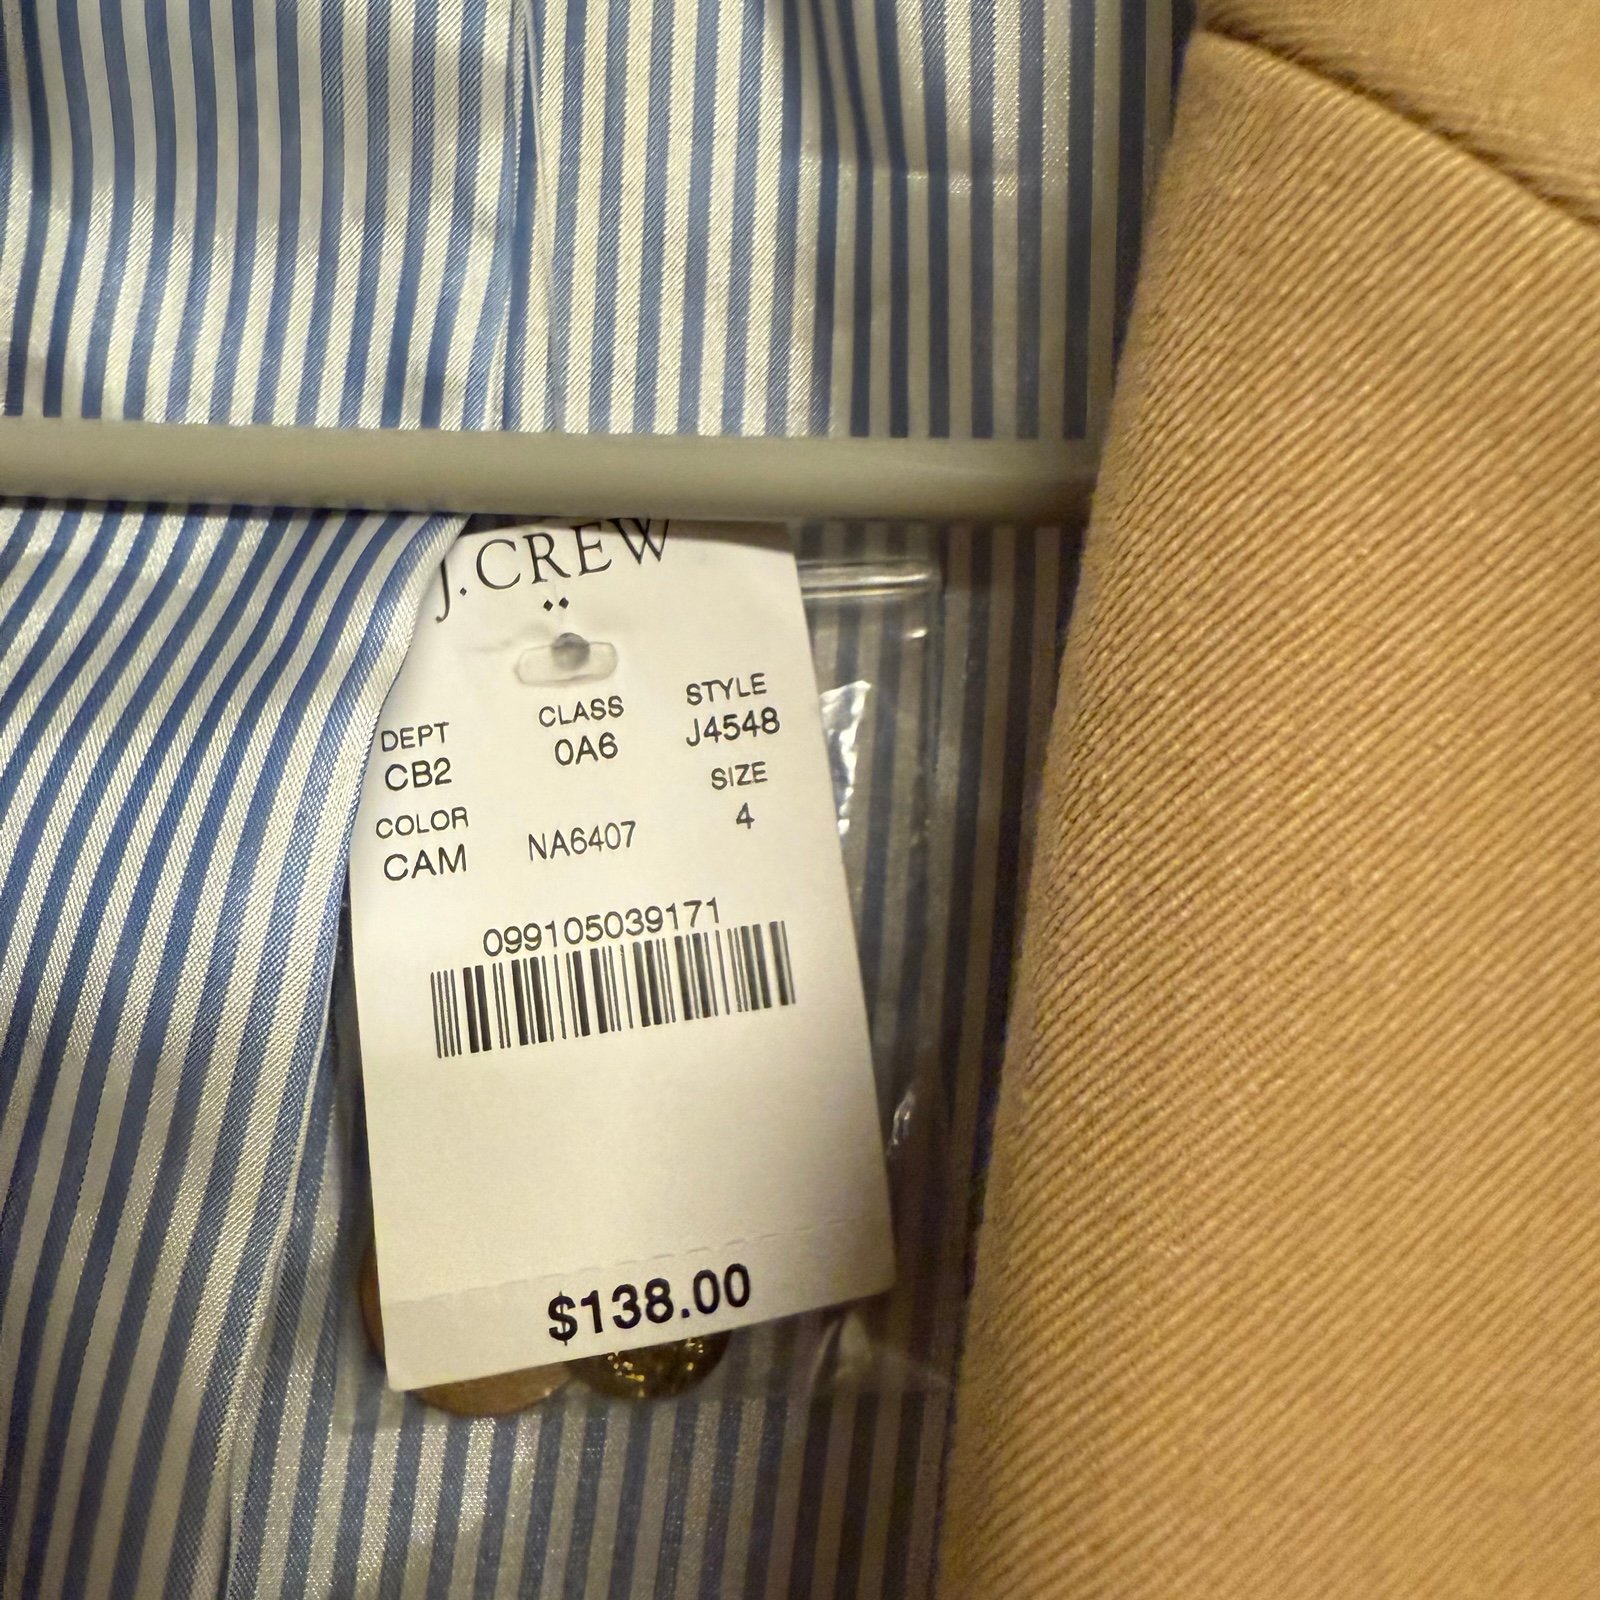 J.CREW
DEPT CLASS STYLE
CB2 0A6 J4548
COLOR SIZE
CAM NA6407 4
099105039171
$138.00